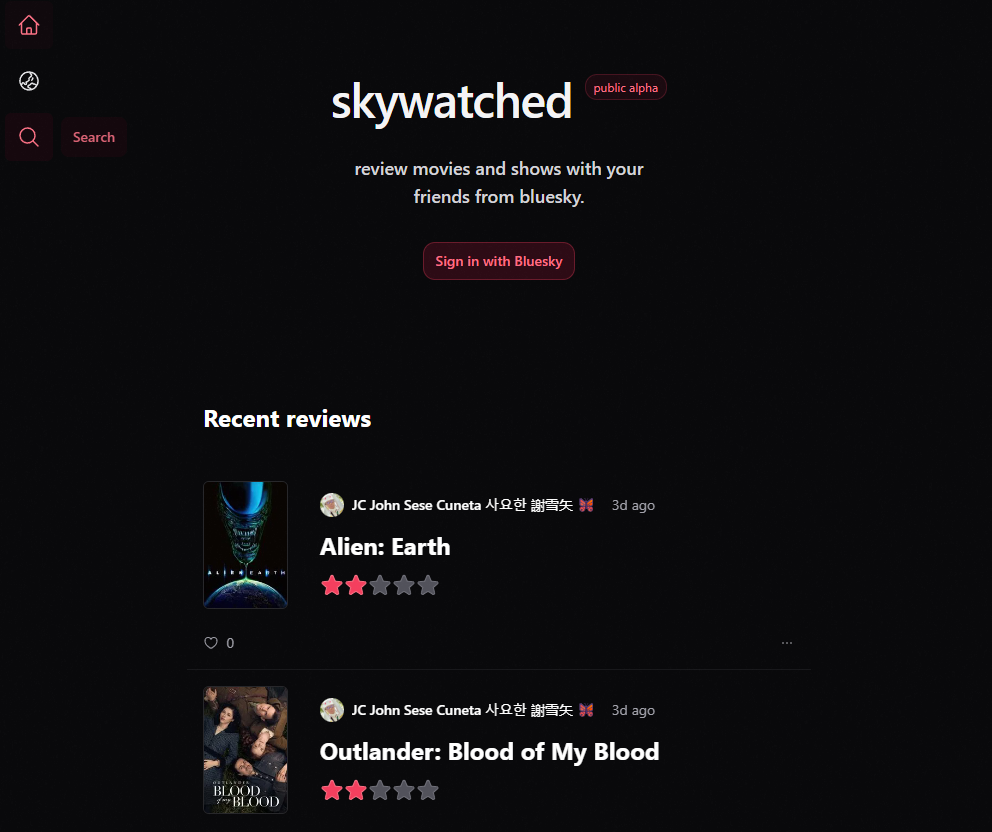 skywatched
public alpha
Search
review movies and shows with your
friends from bluesky.
Sign in with Bluesky
Recent reviews
JC John Sese Cuneta 사요한 謝雪矢 🦋 3d ago
Alien: Earth
ALIEN EARTH
0
...
JC John Sese Cuneta 사요한 謝雪矢 🦋 3d ago
Outlander: Blood of My Blood
OUTLANDER
BLOOD
of my BLOOD